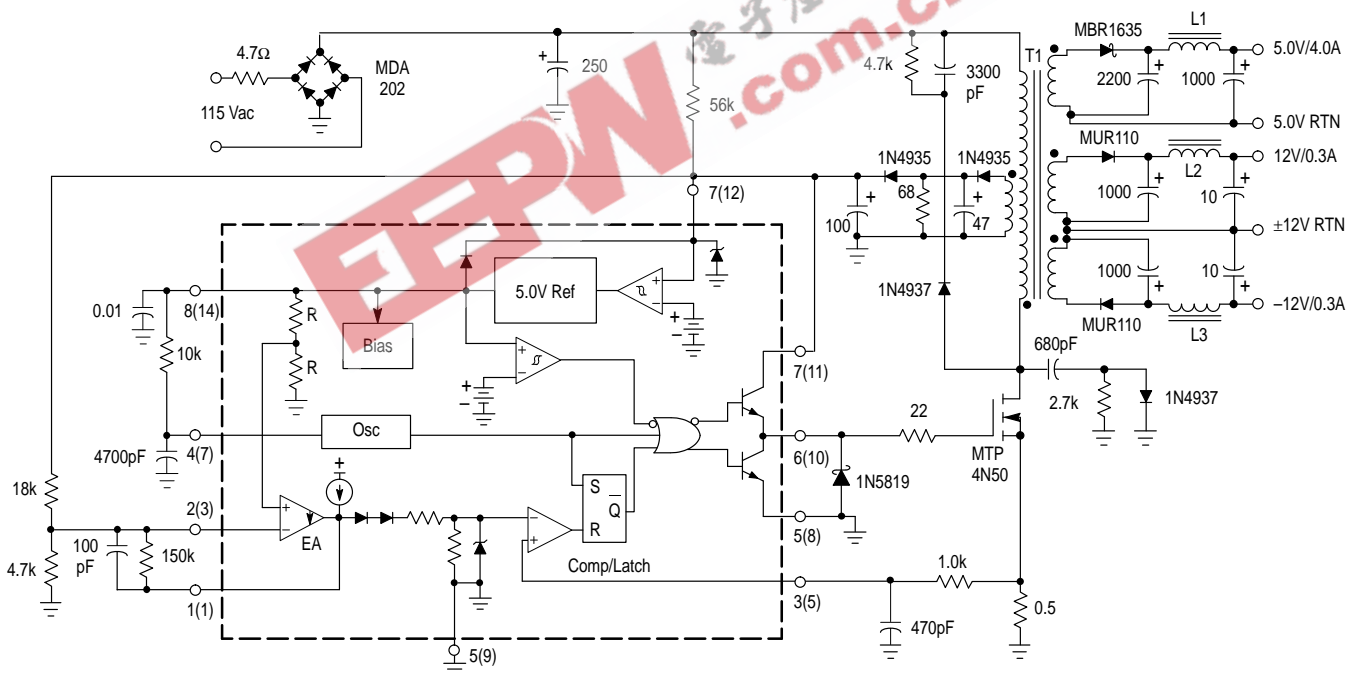 4.7Ω
MDA
202
115 Vac
+
250
56k
4.7k
3300
pF
T1
MBR1635
L1
5.0V/4.0A
2200
+
1000
+
5.0V RTN
MUR110
12V/0.3A
L2
1000
+
10
+
±12V RTN
1000
+
10
+
–12V/0.3A
MUR110
L3
1N4935
1N4935
68
100
+
47
+
7(12)
1N4937
680pF
2.7k
1N4937
0.01
8(14)
R
R
Bias
5.0V Ref
+
–
+
–
10k
+
–
+
–
7(11)
4700pF
4(7)
Osc
6(10)
22
MTP
4N50
1N5819
18k
2(3)
+
–
EA
+
S
Q
R
–
+
Comp/Latch
5(8)
100
pF
150k
4.7k
1(1)
3(5)
1.0k
470pF
0.5
5(9)
EEPW
.com.c